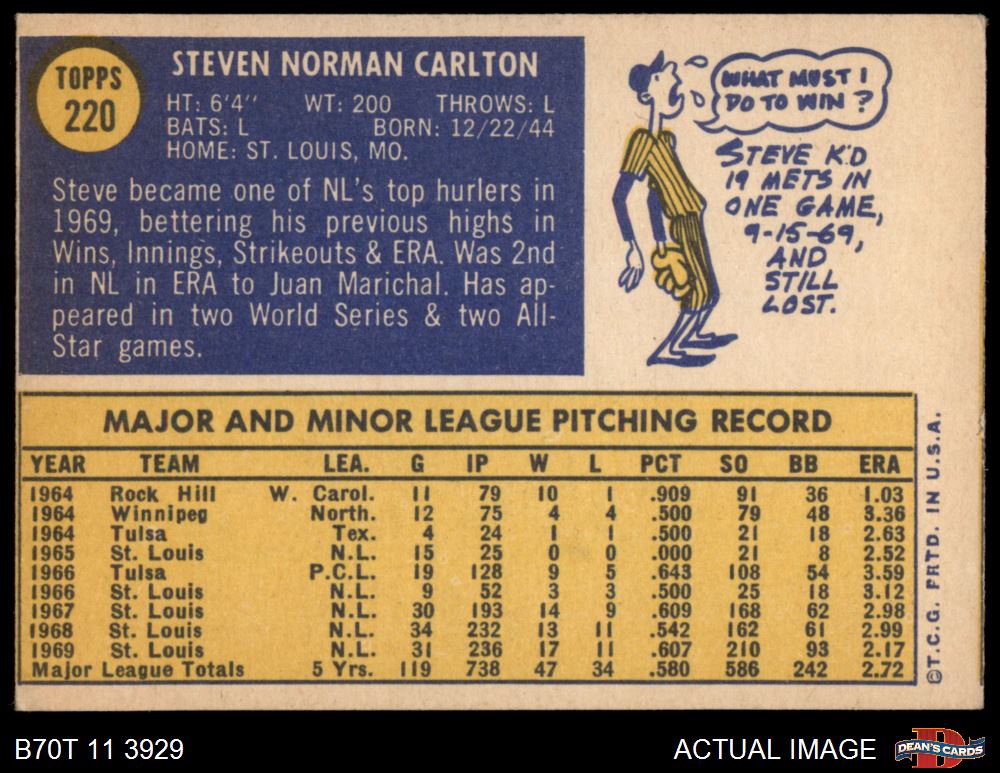 TOPPS
220
STEVEN NORMAN CARLTON
HT: 6'4" WT: 200 THROWS: L
BATS: L BORN: 12/22/44
HOME: ST. LOUIS, MO.
Steve became one of NL's top hurlers in
1969, bettering his previous highs in
Wins, Innings, Strikeouts & ERA. Was 2nd
in NL in ERA to Juan Marichal. Has ap-
peared in two World Series & two All-
Star games.
WHAT MUST I
DO TO WIN?
STEVE K'D
19 METS IN
ONE GAME,
9-15-69,
AND
STILL
LOST.
MAJOR AND MINOR LEAGUE PITCHING RECORD
YEAR TEAM LEA. G IP W L PCT SO BB ERA
1964 Rock Hill W. Carol. 11 79 10 1 .909 91 36 1.03
1964 Winnipeg North. 12 75 4 4 .500 79 48 3.36
1964 Tulsa Tex. 4 24 1 1 .500 21 18 2.63
1965 St. Louis N.L. 15 25 0 0 .000 21 8 2.52
1966 Tulsa P.C.L. 19 128 9 5 .643 108 54 3.59
1966 St. Louis N.L. 9 52 3 3 .500 25 18 3.12
1967 St. Louis N.L. 30 193 14 9 .609 168 62 2.98
1968 St. Louis N.L. 34 232 13 11 .542 162 61 2.99
1969 St. Louis N.L. 31 236 17 11 .607 210 93 2.17
Major League Totals 5 Yrs. 119 738 47 34 .580 586 242 2.72
©T.C.G. PRTD. IN U.S.A.
B70T 11 3929
ACTUAL IMAGE
D
DEAN'S CARDS